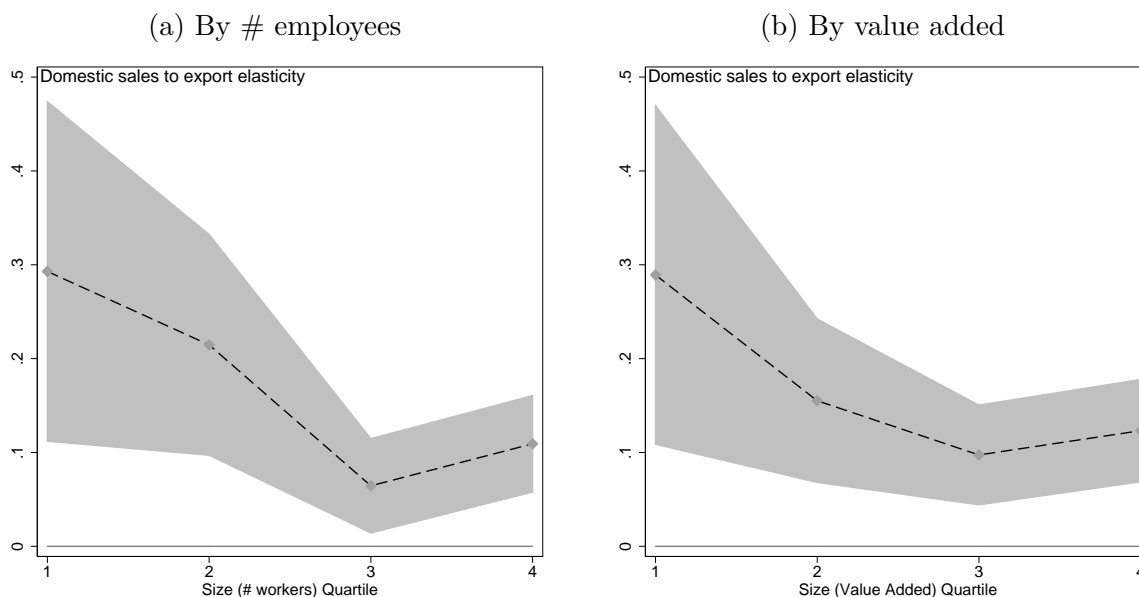 (a) By # employees
Domestic sales to export elasticity
.5
.4
.3
.2
.1
0
1 2 3 4
Size (# workers) Quartile
(b) By value added
Domestic sales to export elasticity
.5
.4
.3
.2
.1
0
1 2 3 4
Size (Value Added) Quartile